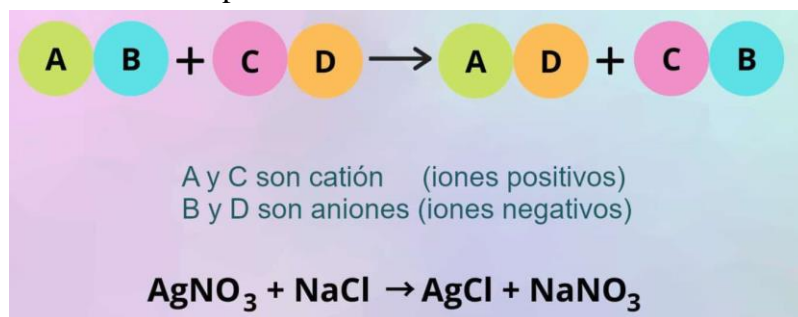 A B + C D → A D + C B
A y C son catión (iones positivos)
B y D son aniones (iones negativos)
AgNO₃ + NaCl → AgCl + NaNO₃